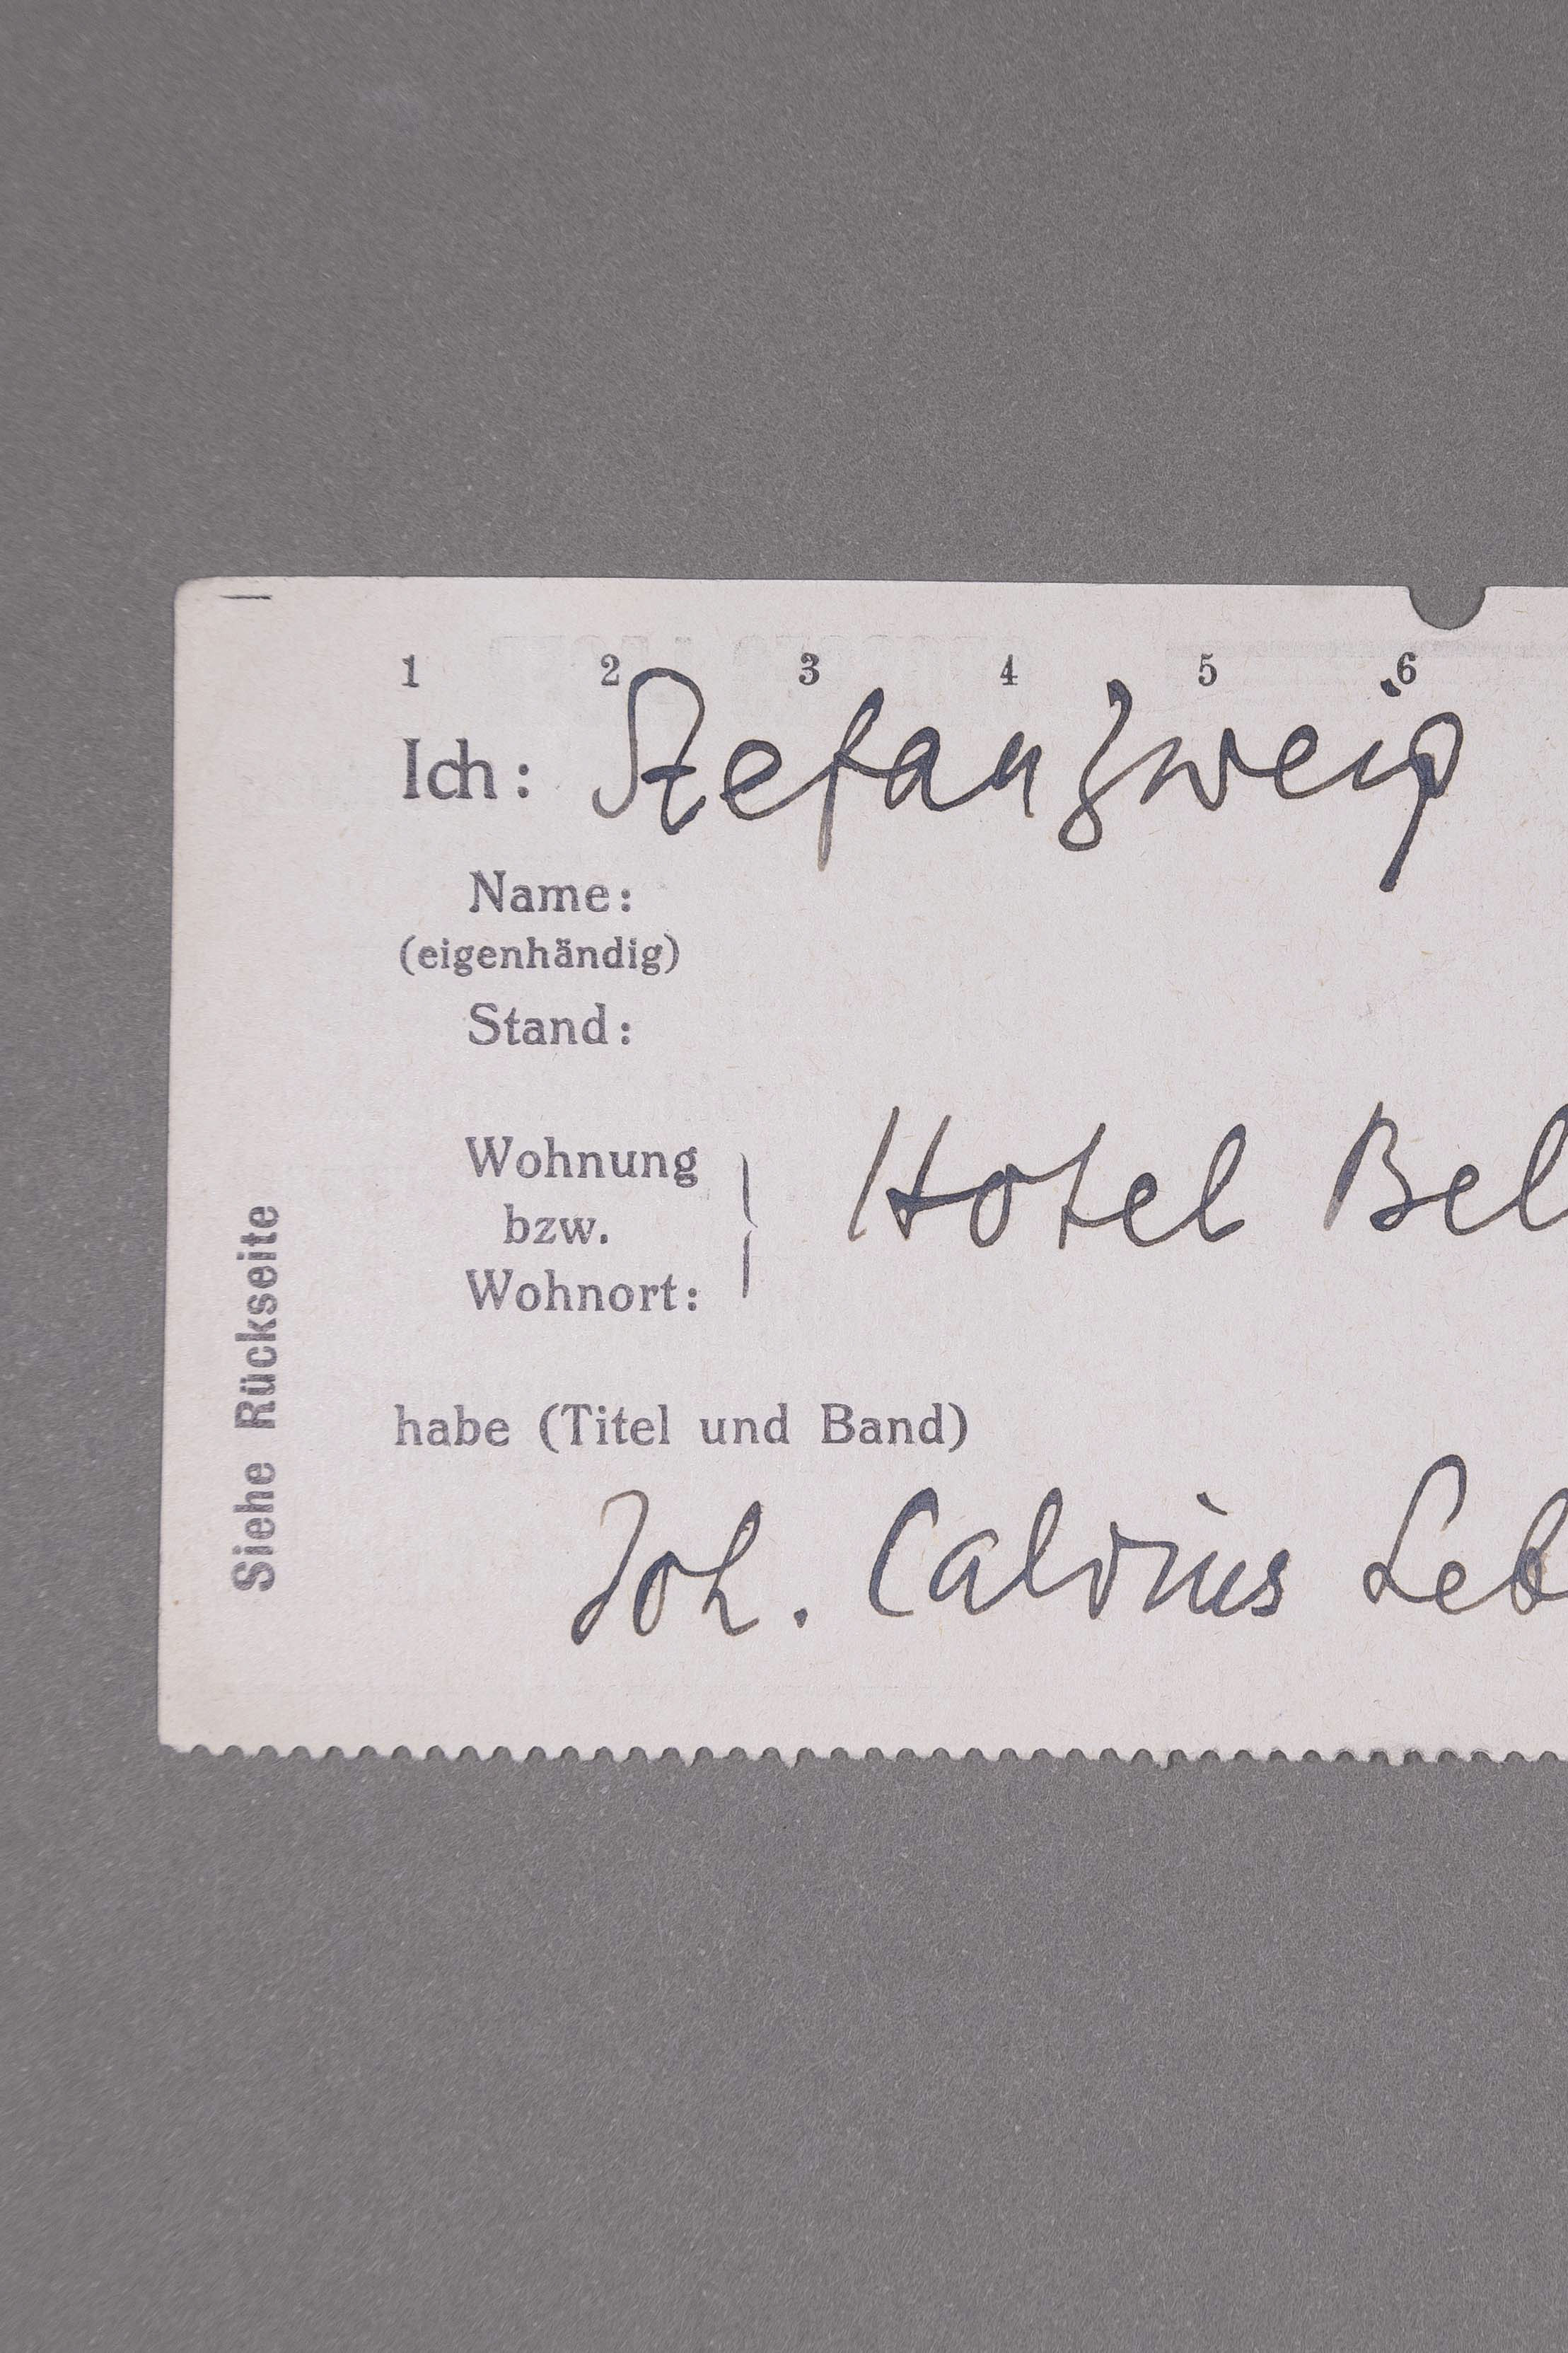 1 2 3 4 5 6
Ich: Stefan Zweig
Name:
(eigenhändig)
Stand:
Wohnung
bzw.
Wohnort:
Hotel Bel
habe (Titel und Band)
Joh. Calvins Leb
Siehe Rückseite